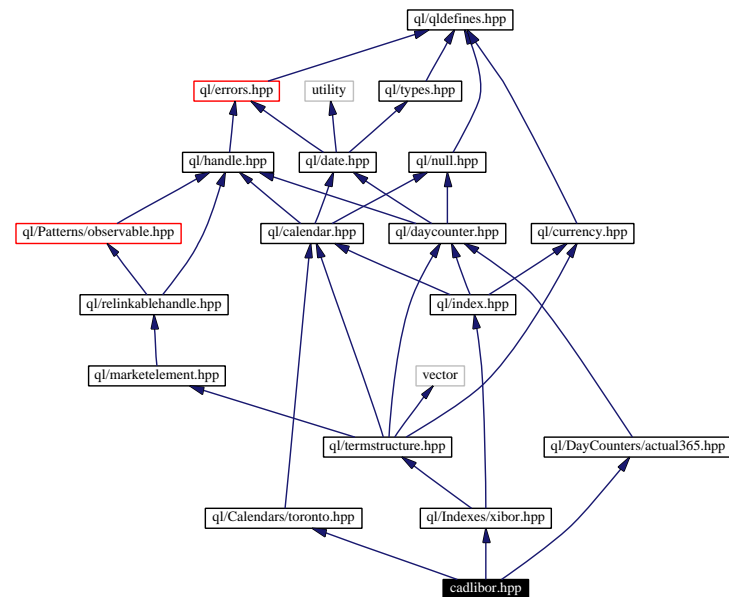 ql/qldefines.hpp
ql/errors.hpp
utility
ql/types.hpp
ql/handle.hpp
ql/date.hpp
ql/null.hpp
ql/Patterns/observable.hpp
ql/calendar.hpp
ql/daycounter.hpp
ql/currency.hpp
ql/relinkablehandle.hpp
ql/index.hpp
ql/marketelement.hpp
vector
ql/termstructure.hpp
ql/DayCounters/actual365.hpp
ql/Calendars/toronto.hpp
ql/Indexes/xibor.hpp
cadlibor.hpp